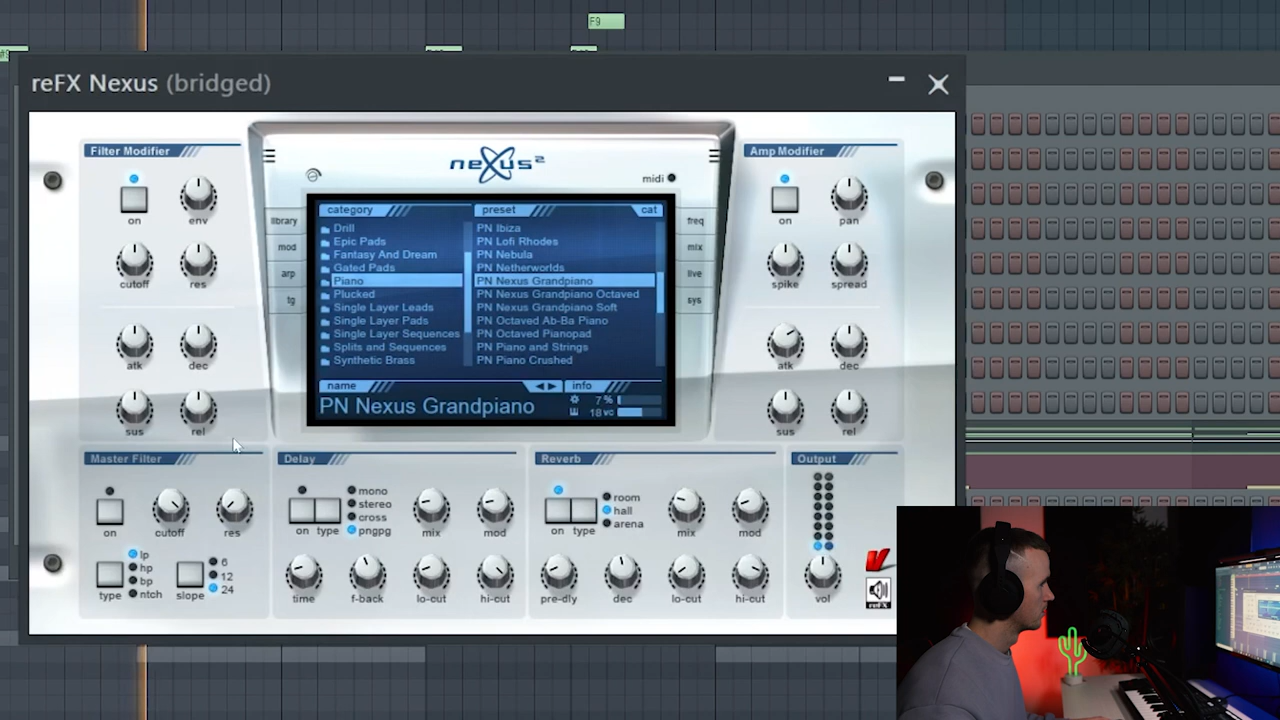 F9
reFX Nexus (bridged)
Filter Modifier
on
env
cutoff
res
atk
dec
sus
rel
nexus²
midi
library
mod
arp
tg
category
Drill
Epic Pads
Fantasy And Dream
Gated Pads
Piano
Plucked
Single Layer Leads
Single Layer Pads
Single Layer Sequences
Splits and Sequences
Synthetic Brass
preset
cat
PN Ibiza
PN Lofi Rhodes
PN Nebula
PN Netherworlds
PN Nexus Grandpiano
PN Nexus Grandpiano Octaved
PN Nexus Grandpiano Soft
PN Octaved Ab-Ba Piano
PN Octaved Pianopad
PN Piano and Strings
PN Piano Crushed
name
info
PN Nexus Grandpiano
7 %
18 vc
freq
mix
live
sys
Amp Modifier
on
pan
spike
spread
atk
dec
sus
rel
Master Filter
on
cutoff
res
type
lp
hp
bp
ntch
slope
6
12
24
Delay
on
type
mono
stereo
cross
pngpg
mix
mod
time
f-back
lo-cut
hi-cut
Reverb
on
type
room
hall
arena
mix
mod
pre-dly
dec
lo-cut
hi-cut
Output
vol
reFX